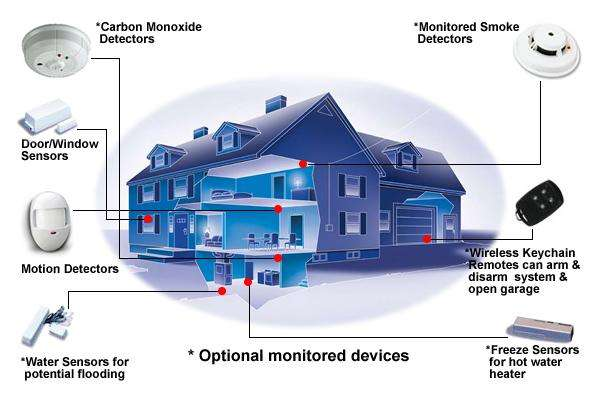 *Carbon Monoxide
Detectors
*Monitored Smoke
Detectors
Door/Window
Sensors
Motion Detectors
*Wireless Keychain
Remotes can arm &
disarm system &
open garage
*Water Sensors for
potential flooding
* Optional monitored devices
*Freeze Sensors
for hot water
heater